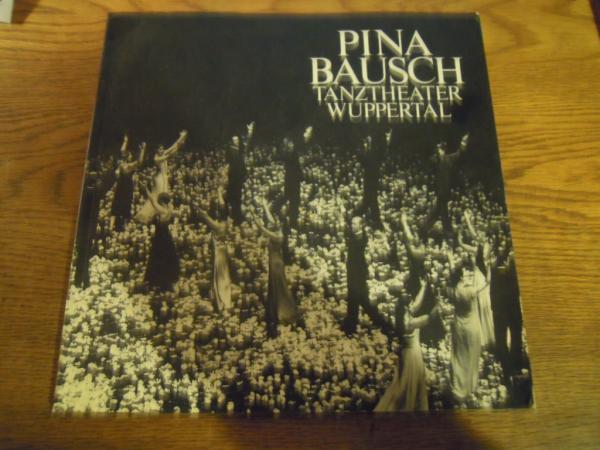 PINA
BAUSCH
TANZTHEATER
WUPPERTAL